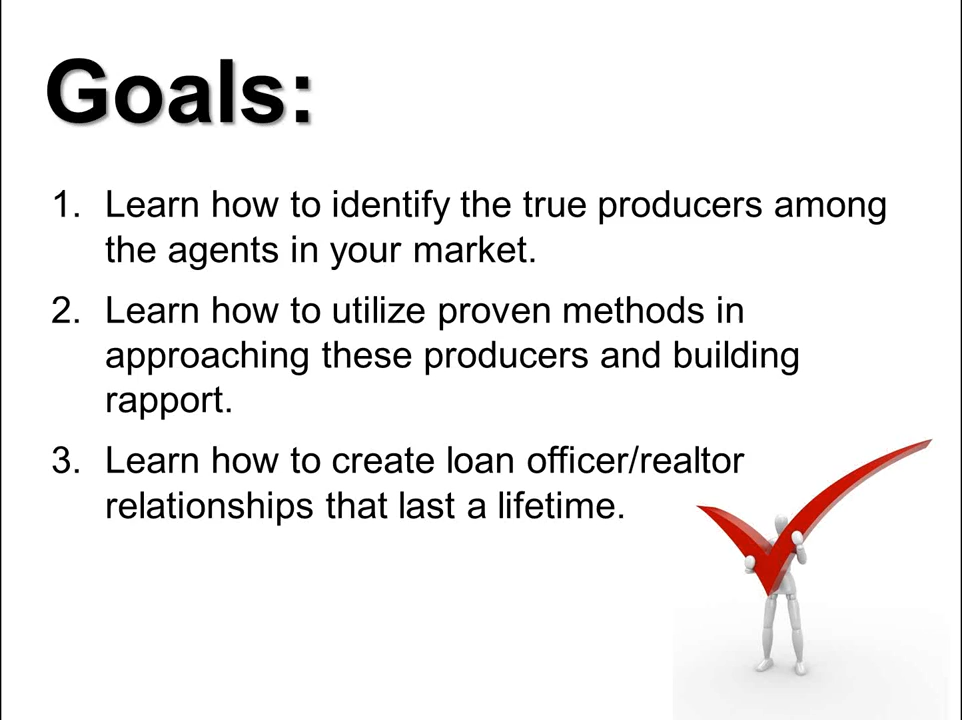 Goals:
1. Learn how to identify the true producers among
the agents in your market.
2. Learn how to utilize proven methods in
approaching these producers and building
rapport.
3. Learn how to create loan officer/realtor
relationships that last a lifetime.